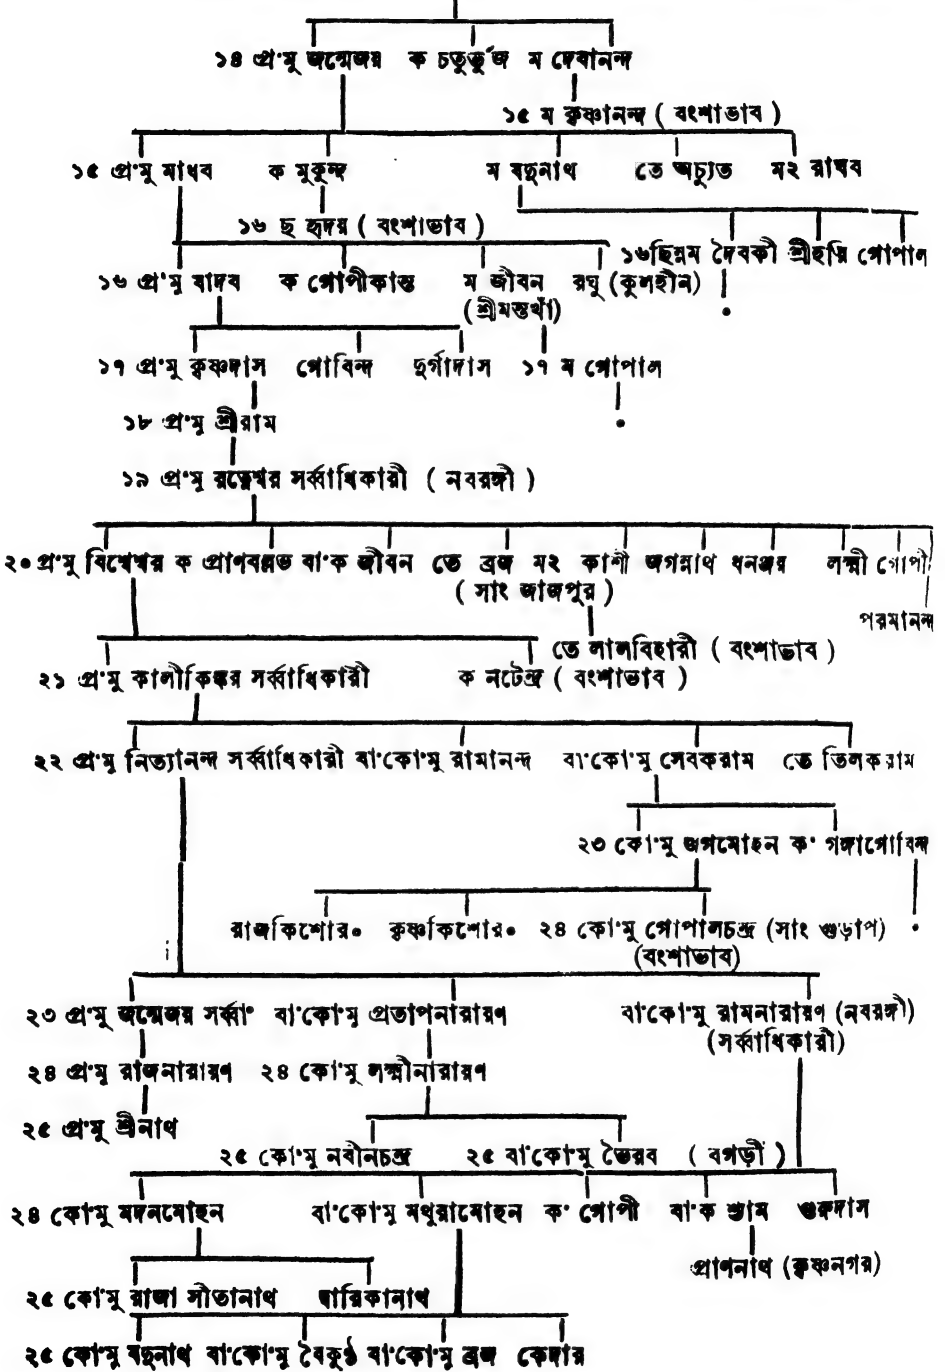 ১৪ প্র'মু জন্মেজয় ক চতুর্ভুজ ম দেবানন্দ
১৫ ম কৃষ্ণানন্দ ( বংশাভাব )
১৫ প্র'মু মাধব ক মুকুন্দ ম যদুনাথ তে অচ্যুত ম২ রাঘব
১৬ ছ হৃদয় ( বংশাভাব )
১৬ছিন্নম দৈবকী শ্রীহরি গোপাল
১৬ প্র'মু যাদব ক গোপীকান্ত ম জীবন রঘু (কুলহীন)
(শ্রীমন্তখাঁ)
১৭ প্র'মু কৃষ্ণদাস গোবিন্দ দুর্গাদাস ১৭ ম গোপাল
১৮ প্র'মু শ্রীরাম
১৯ প্র'মু রত্নেশ্বর সর্ব্বাধিকারী ( নবরঙ্গী )
২০ প্র'মু বিশ্বেশ্বর ক প্রাণবল্লভ বা'ক জীবন তে ব্রজ ম২ কাশী জগন্নাথ ধনঞ্জয় লক্ষ্মী গোপী
( সাং জাজপুর )
পরমানন্দ
তে লালবিহারী ( বংশাভাব )
২১ প্র'মু কালীকিঙ্কর সর্ব্বাধিকারী ক নটেন্দ্র ( বংশাভাব )
২২ প্র'মু নিত্যানন্দ সর্ব্বাধিকারী বা'কো'মু রামানন্দ বা'কো'মু সেবকরাম তে তিলকরাম
২৩ কো'মু জগমোহন ক' গঙ্গাগোবিন্দ
রাজকিশোর০ কৃষ্ণকিশোর০ ২৪ কো'মু গোপালচন্দ্র (সাং গুড়াপ)
(বংশাভাব)
২৩ প্র'মু জন্মেজয় সর্ব্বা° বা'কো'মু প্রতাপনারায়ণ বা'কো'মু রামনারায়ণ (নবরঙ্গী)
(সর্ব্বাধিকারী)
২৪ প্র'মু রাজনারায়ণ ২৪ কো'মু লক্ষ্মীনারায়ণ
২৫ প্র'মু শ্রীনাথ
২৫ কো'মু নবীনচন্দ্র ২৫ বা'কো'মু ভৈরব ( বগড়ী )
২৪ কো'মু মদনমোহন বা'কো'মু মথুরামোহন ক' গোপী বা'ক শ্যাম গুরুদাস
প্রাণনাথ (কৃষ্ণনগর)
২৫ কো'মু রাজা সীতানাথ দ্বারিকানাথ
২৫ কো'মু যদুনাথ বা'কো'মু বৈকুণ্ঠ বা'কো'মু ব্রজ কেদার